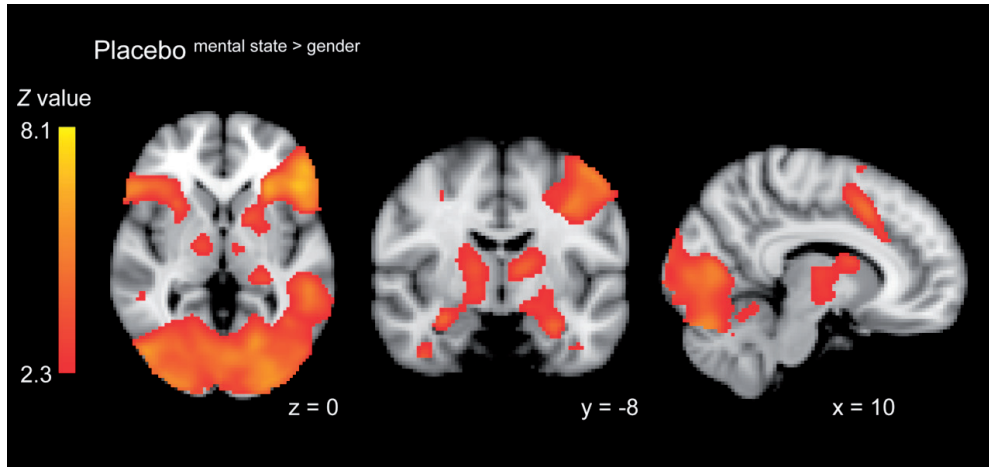 Placebo mental state > gender
Z value
8.1
2.3
z = 0
y = -8
x = 10